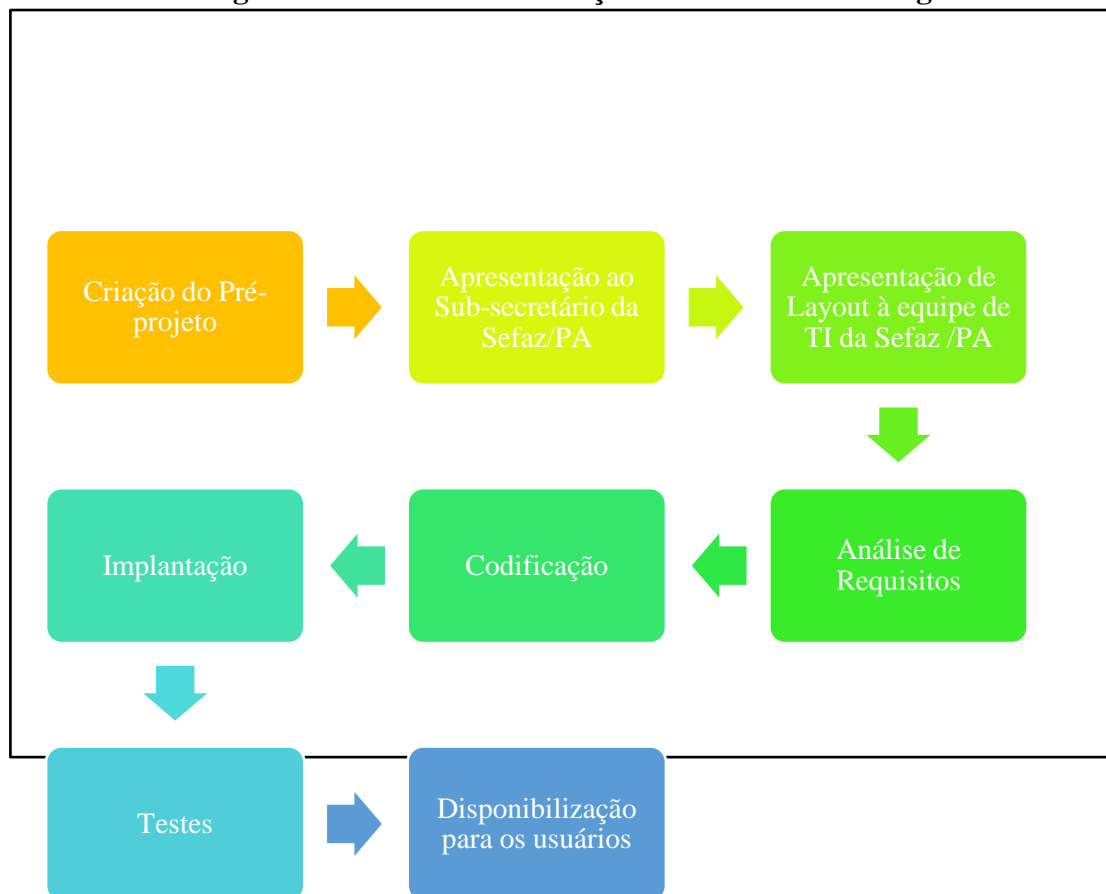 Criação do Pré-
projeto
Apresentação ao
Sub-secretário da
Sefaz/PA
Apresentação de
Layout à equipe de
TI da Sefaz /PA
Análise de
Requisitos
Codificação
Implantação
Testes
Disponibilização
para os usuários